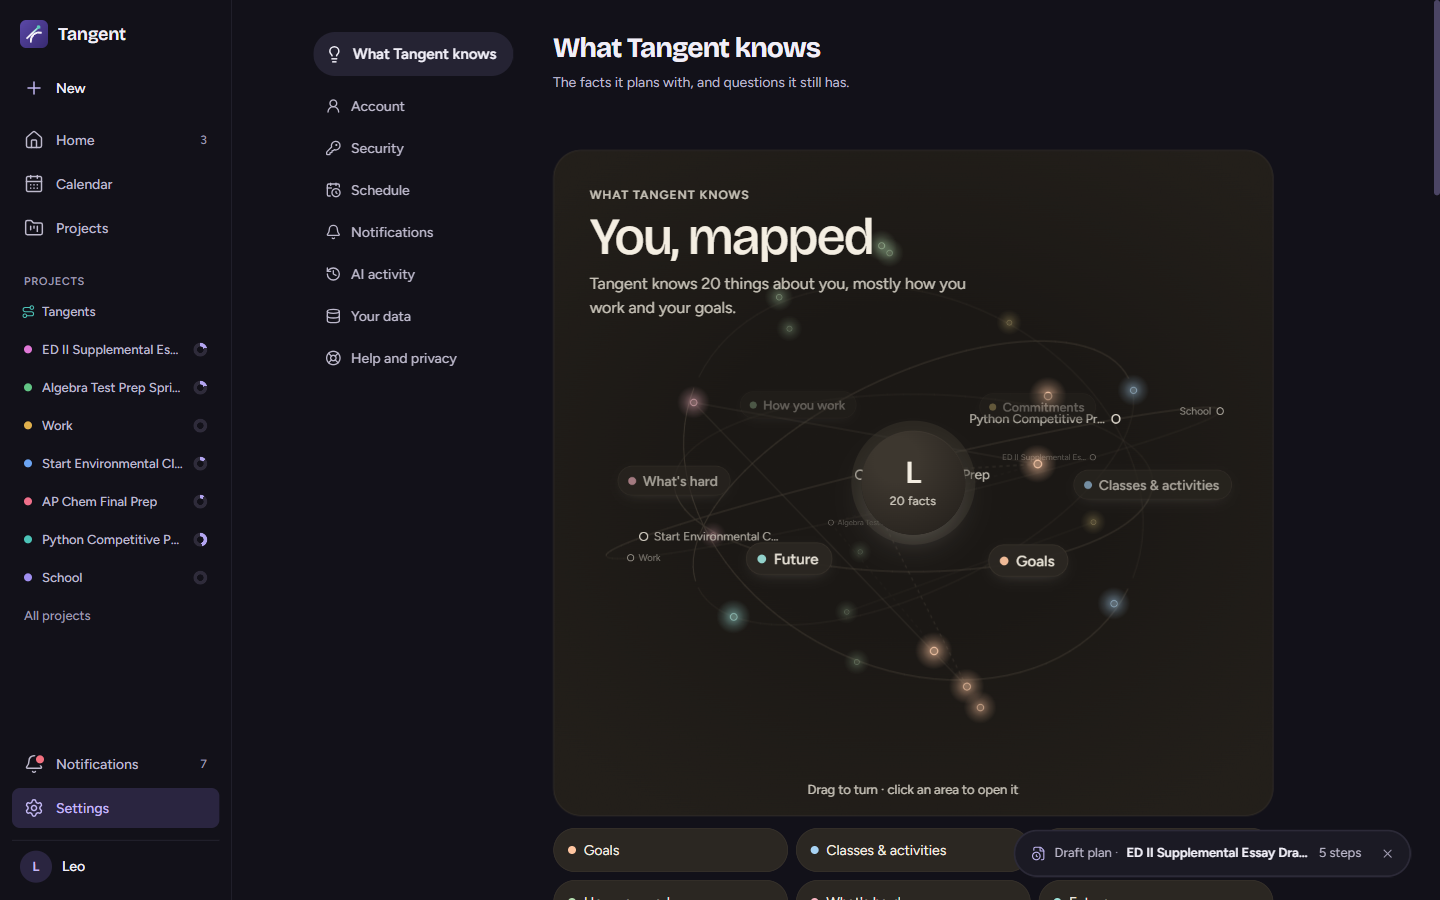 Tangent
New
Home 3
Calendar
Projects
PROJECTS
Tangents
ED II Supplemental Es...
Algebra Test Prep Spri...
Work
Start Environmental Cl...
AP Chem Final Prep
Python Competitive P...
School
All projects
Notifications 7
Settings
L Leo
What Tangent knows
Account
Security
Schedule
Notifications
AI activity
Your data
Help and privacy
What Tangent knows
The facts it plans with, and questions it still has.
WHAT TANGENT KNOWS
You, mapped
Tangent knows 20 things about you, mostly how you
work and your goals.
How you work
Commitments
Python Competitive Pr...
School
ED II Supplemental Es...
What's hard
L
20 facts
Prep
Classes & activities
Algebra Test
Start Environmental C...
Work
Future
Goals
Drag to turn · click an area to open it
Goals
Classes & activities
Draft plan · ED II Supplemental Essay Dra... 5 steps